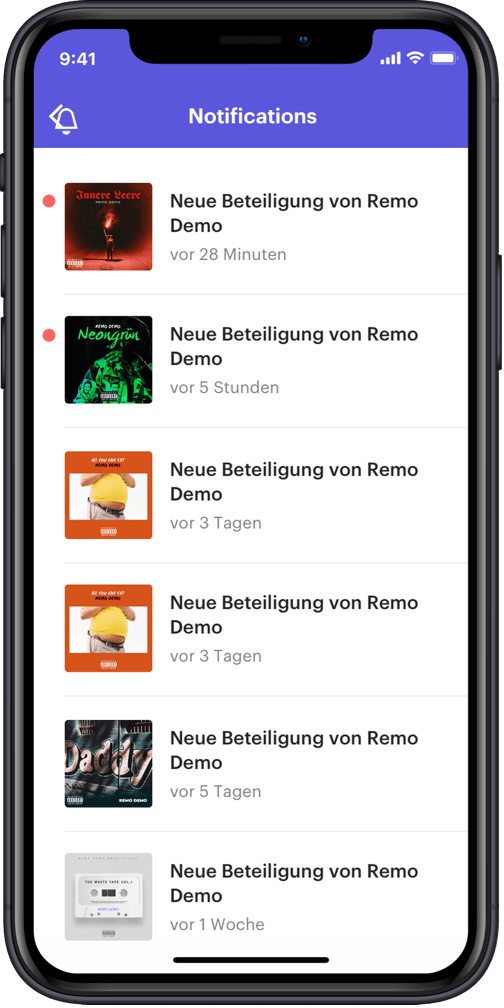 9:41
Notifications
Innere Leere
REMO DEMO
Neue Beteiligung von Remo
Demo
vor 28 Minuten
REMO DEMO
Neongrün
Neue Beteiligung von Remo
Demo
vor 5 Stunden
ALL YOU CAN EAT
REMO DEMO
Neue Beteiligung von Remo
Demo
vor 3 Tagen
ALL YOU CAN EAT
REMO DEMO
Neue Beteiligung von Remo
Demo
vor 3 Tagen
Daddy
REMO DEMO
Neue Beteiligung von Remo
Demo
vor 5 Tagen
THE WHITE TAPE VOL.1
Neue Beteiligung von Remo
Demo
vor 1 Woche